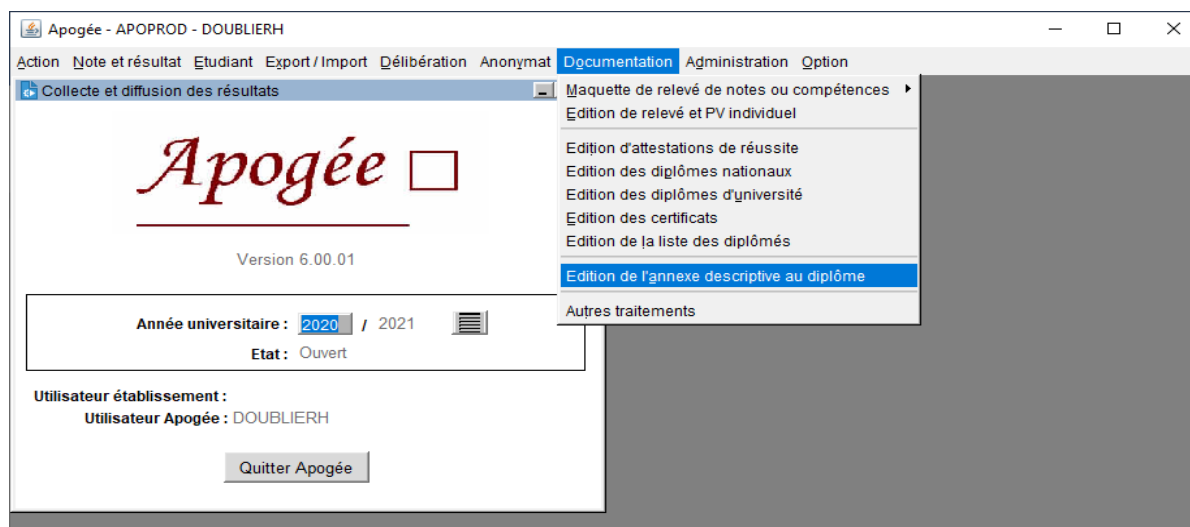 Apogée - APOPROD - DOUBLIERH
Action Note et résultat Etudiant Export / Import Délibération Anonymat Documentation Administration Option
Collecte et diffusion des résultats
Maquette de relevé de notes ou compétences
Edition de relevé et PV individuel
Edition d'attestations de réussite
Edition des diplômes nationaux
Edition des diplômes d'université
Edition des certificats
Edition de la liste des diplômés
Edition de l'annexe descriptive au diplôme
Autres traitements
Apogée
Version 6.00.01
Année universitaire : 2020 / 2021
Etat : Ouvert
Utilisateur établissement :
Utilisateur Apogée : DOUBLIERH
Quitter Apogée